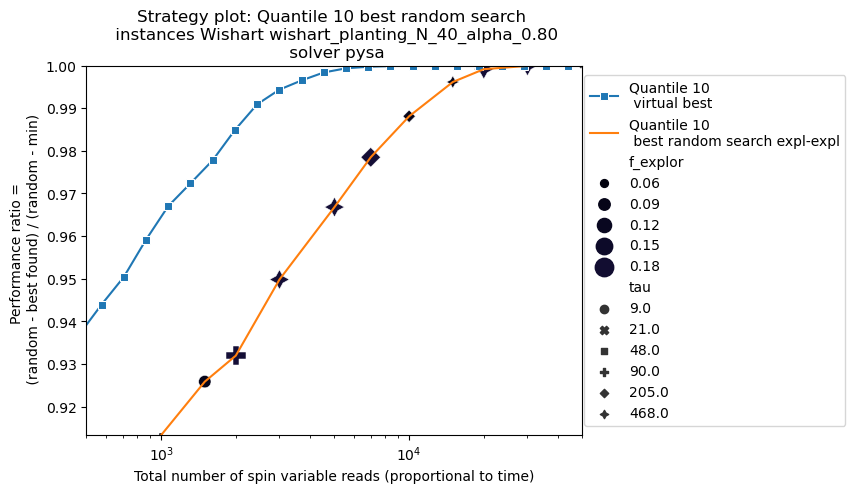 Strategy plot: Quantile 10 best random search
instances Wishart wishart_planting_N_40_alpha_0.80
solver pysa
Performance ratio =
(random - best found) / (random - min)
1.00
0.99
0.98
0.97
0.96
0.95
0.94
0.93
0.92
10^3
10^4
Total number of spin variable reads (proportional to time)
Quantile 10
virtual best
Quantile 10
best random search expl-expl
f_explor
0.06
0.09
0.12
0.15
0.18
tau
9.0
21.0
48.0
90.0
205.0
468.0